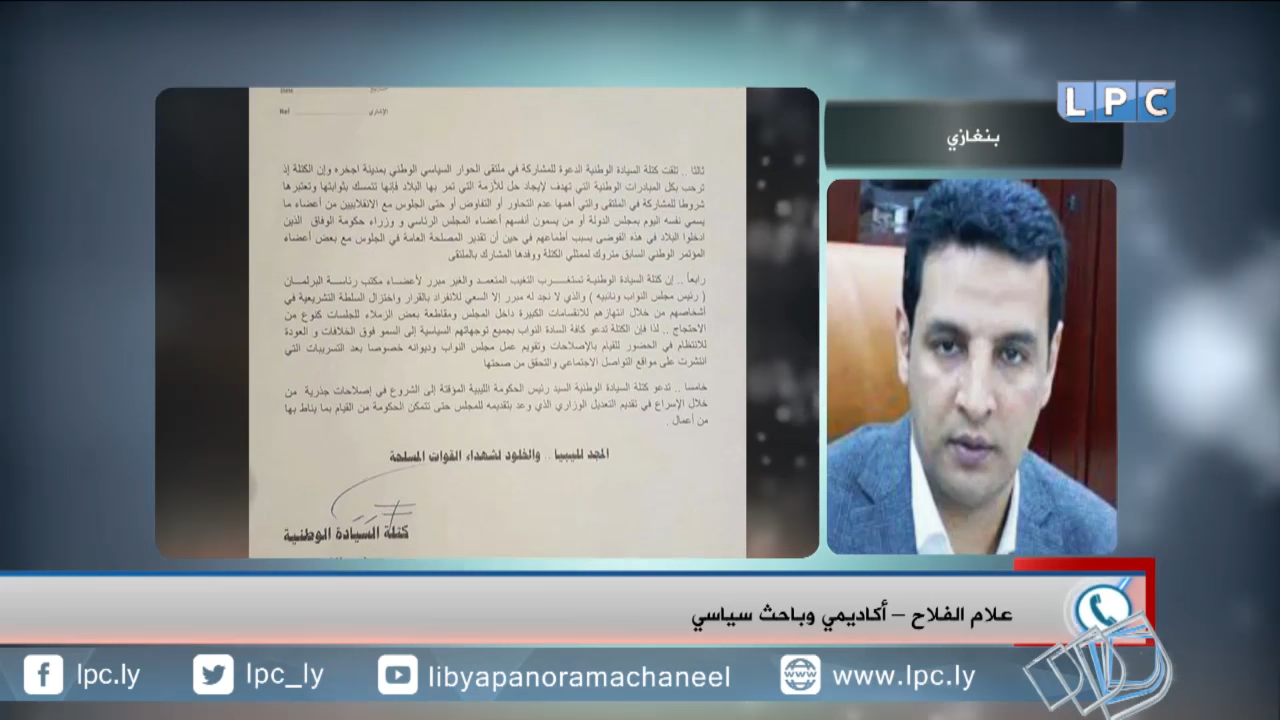 LPC
بنغازي
التاريخ
Date
الإشاري
Ref
ثالثا .. تلقت كتلة السيادة الوطنية الدعوة للمشاركة في ملتقى الحوار السياسي الوطني بمدينة اجخره وإن الكتلة إذ
ترحب بكل المبادرات الوطنية التي تهدف لإيجاد حل للأزمة التي تمر بها البلاد فإنها تتمسك بثوابتها وتعتبرها
شروطا للمشاركة في الملتقى والتي أهمها عدم التحاور أو التفاوض أو حتى الجلوس مع الانقلابيين من أعضاء ما
يسمي نفسه اليوم بمجلس الدولة أو من يسمون أنفسهم أعضاء المجلس الرئاسي و وزراء حكومة الوفاق الذين
ادخلوا البلاد في هذه الفوضى بسبب أطماعهم في حين أن تقدير المصلحة العامة في الجلوس مع بعض أعضاء
المؤتمر الوطني السابق متروك لممثلي الكتلة ووفدها المشارك بالملتقى
رابعاً .. إن كتلة السيادة الوطنية تستغرب التغيب المتعمد والغير مبرر لأعضاء مكتب رئاسة البرلمان
( رئيس مجلس النواب ونائبيه ) والذي لا نجد له مبرر إلا السعي للانفراد بالقرار واختزال السلطة التشريعية في
أشخاصهم من خلال انتهازهم للانقسامات الكبيرة داخل المجلس ومقاطعة بعض الزملاء للجلسات كنوع من
الاحتجاج .. لذا فإن الكتلة تدعو كافة السادة النواب بجميع توجهاتهم السياسية إلى السمو فوق الخلافات و العودة
للانتظام في الحضور للقيام بالإصلاحات وتقويم عمل مجلس النواب وديوانه خصوصا بعد التسريبات التي
انتشرت على مواقع التواصل الاجتماعي والتحقق من صحتها
خامسا .. تدعو كتلة السيادة الوطنية السيد رئيس الحكومة الليبية المؤقتة إلى الشروع في إصلاحات جذرية من
خلال الإسراع في تقديم التعديل الوزاري الذي وعد بتقديمه للمجلس حتى تتمكن الحكومة من القيام بما يناط بها
من أعمال .
المجد لليبيا .. والخلود لشهداء القوات المسلحة
كتلة السيادة الوطنية
علام الفلاح – أكاديمي وباحث سياسي
lpc.ly
lpc_ly
libyapanoramachaneel
www.lpc.ly